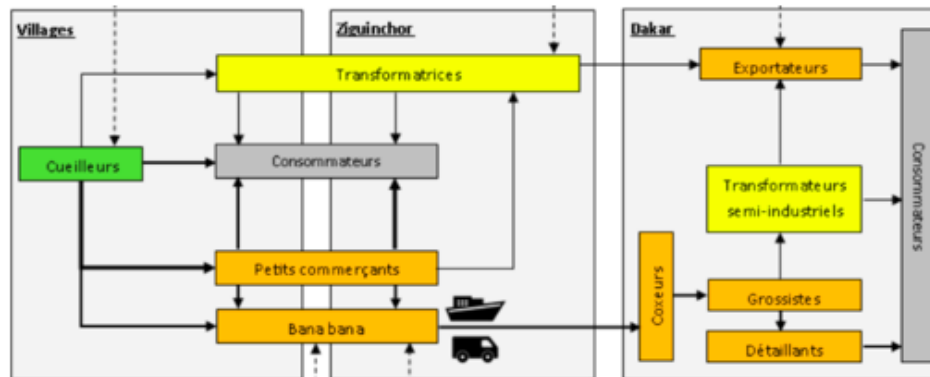 Villages
Ziguinchor
Dakar
Transformatrices
Exportateurs
Cueilleurs
Consommateurs
Consommateurs
Transformateurs
semi-industriels
Petits commerçants
Coxeurs
Grossistes
Bana bana
Détaillants